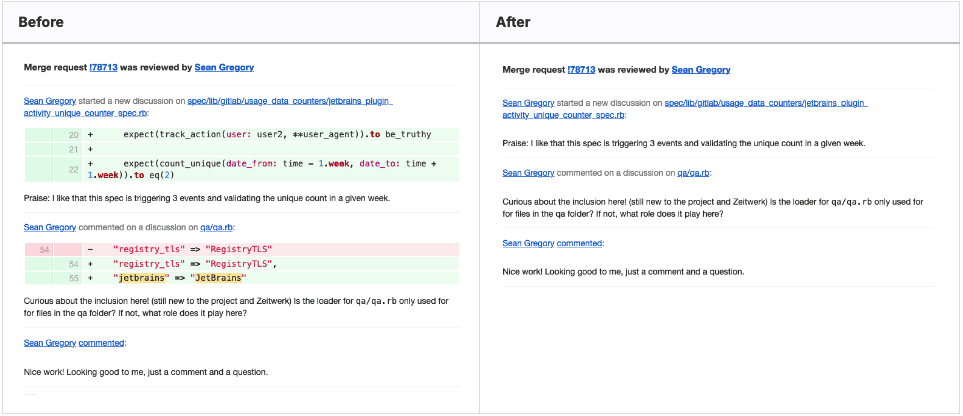 Before
Merge request !78713 was reviewed by Sean Gregory
Sean Gregory started a new discussion on spec/lib/gitlab/usage_data_counters/jetbrains_plugin_
activity_unique_counter_spec.rb:
20 + expect(track_action(user: user2, **user_agent)).to be_truthy
21 +
22 + expect(count_unique(date_from: time - 1.week, date_to: time +
1.week)).to eq(2)
Praise: I like that this spec is triggering 3 events and validating the unique count in a given week.
Sean Gregory commented on a discussion on qa/qa.rb:
54 - "registry_tls" => "RegistryTLS"
54 + "registry_tls" => "RegistryTLS",
55 + "jetbrains" => "JetBrains"
Curious about the inclusion here! (still new to the project and Zeitwerk) Is the loader for qa/qa.rb only used for
for files in the qa folder? If not, what role does it play here?
Sean Gregory commented:
Nice work! Looking good to me, just a comment and a question.
After
Merge request !78713 was reviewed by Sean Gregory
Sean Gregory started a new discussion on spec/lib/gitlab/usage_data_counters/jetbrains_plugin_
activity_unique_counter_spec.rb:
Praise: I like that this spec is triggering 3 events and validating the unique count in a given week.
Sean Gregory commented on a discussion on qa/qa.rb:
Curious about the inclusion here! (still new to the project and Zeitwerk) Is the loader for qa/qa.rb only used for
for files in the qa folder? If not, what role does it play here?
Sean Gregory commented:
Nice work! Looking good to me, just a comment and a question.